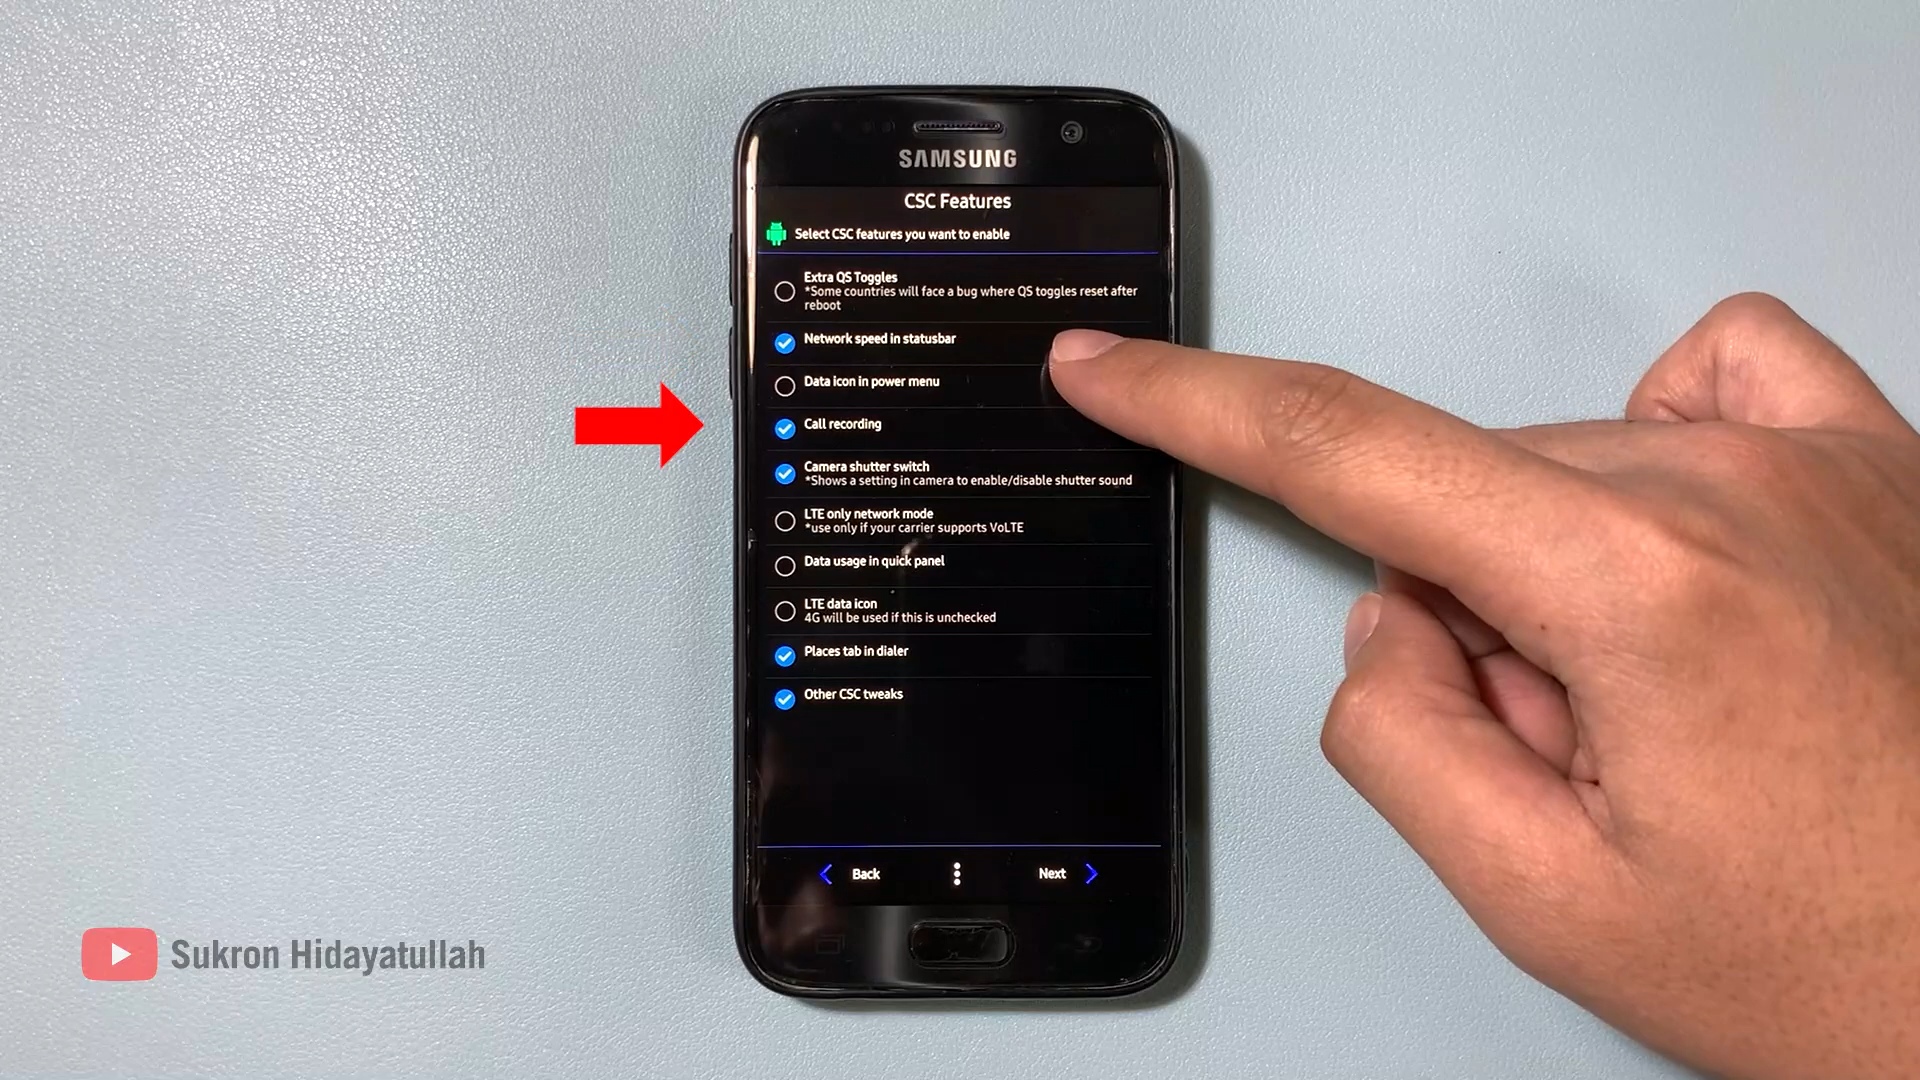 SAMSUNG
CSC Features
Select CSC features you want to enable
Extra QS Toggles
*Some countries will face a bug where QS toggles reset after
reboot
Network speed in statusbar
Data icon in power menu
Call recording
Camera shutter switch
*Shows a setting in camera to enable/disable shutter sound
LTE only network mode
*use only if your carrier supports VoLTE
Data usage in quick panel
LTE data icon
4G will be used if this is unchecked
Places tab in dialer
Other CSC tweaks
Back
Next
Sukron Hidayatullah